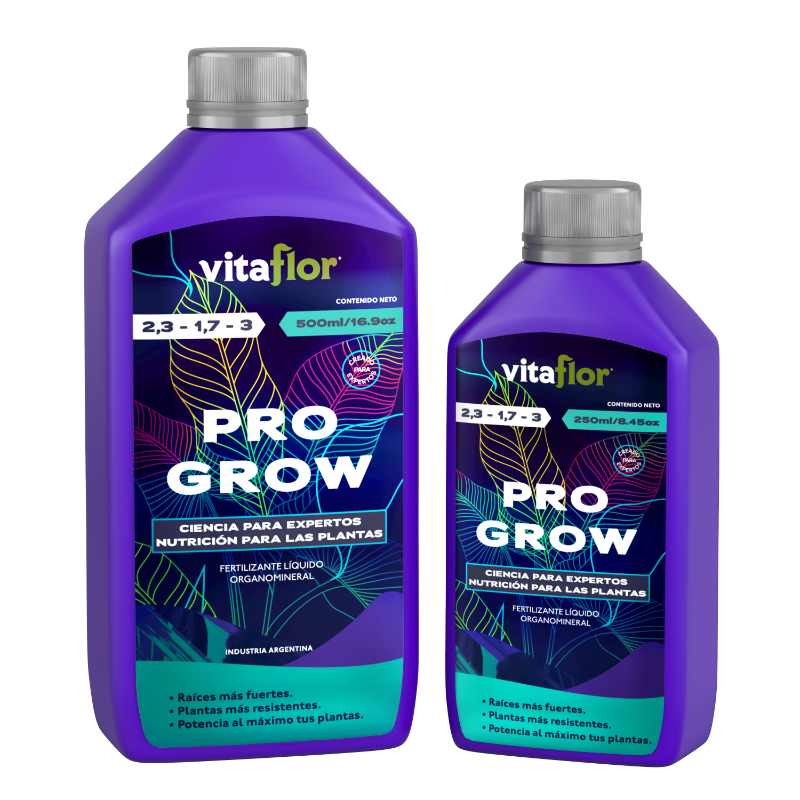 vitaflor
CONTENIDO NETO
2,3 - 1,7 - 3
500ml/16.9oz
CREADO
PARA
EXPERTOS
PRO
GROW
CIENCIA PARA EXPERTOS
NUTRICIÓN PARA LAS PLANTAS
FERTILIZANTE LÍQUIDO
ORGANOMINERAL
INDUSTRIA ARGENTINA
• Raíces más fuertes.
• Plantas más resistentes.
• Potencia al máximo tus plantas.
vitaflor
CONTENIDO NETO
2,3 - 1,7 - 3
250ml/8.45oz
CREADO
PARA
EXPERTOS
PRO
GROW
CIENCIA PARA EXPERTOS
NUTRICIÓN PARA LAS PLANTAS
FERTILIZANTE LÍQUIDO
ORGANOMINERAL
• Raíces más fuertes.
• Plantas más resistentes.
• Potencia al máximo tus plantas.